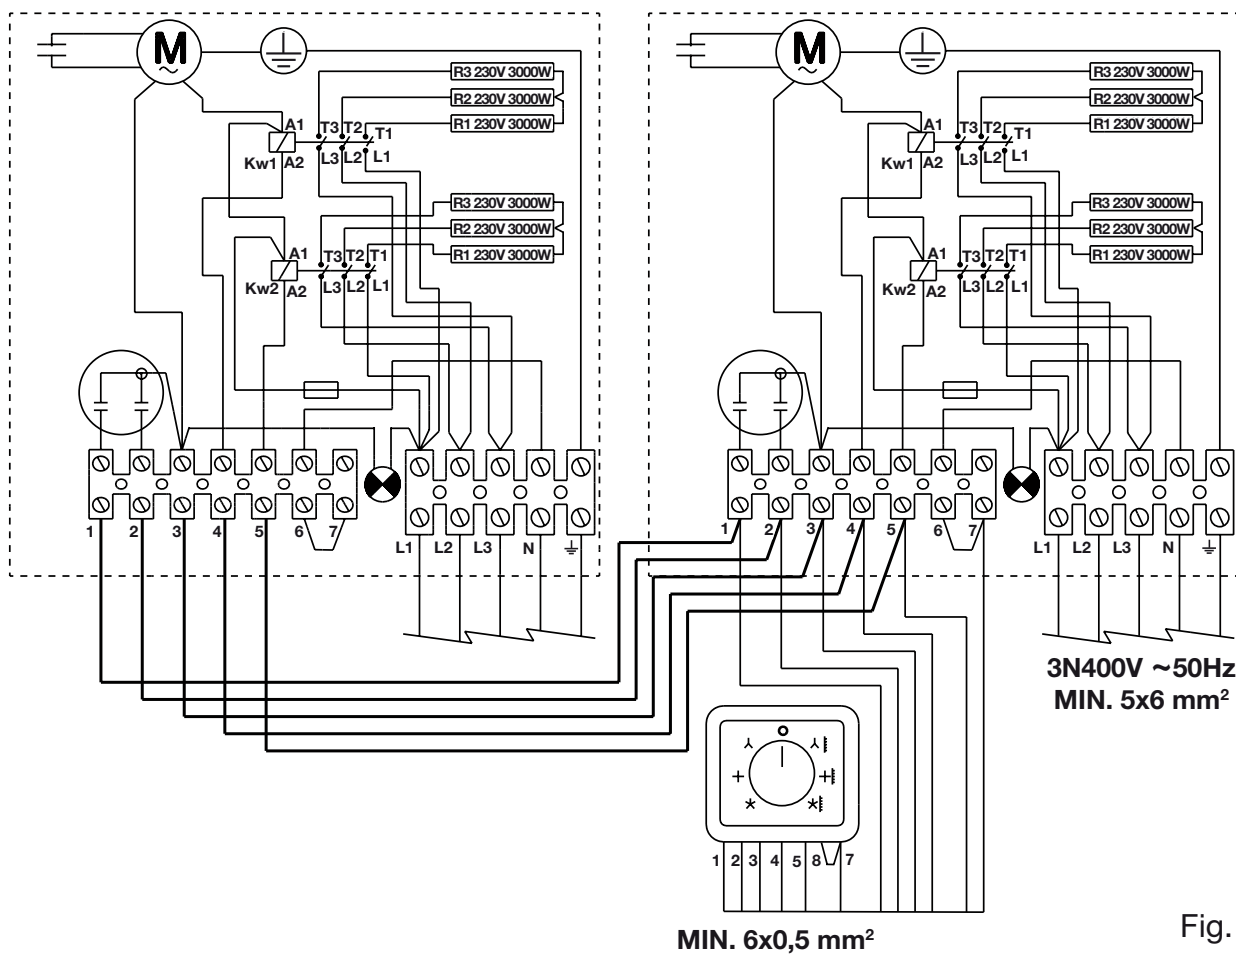 M
~
R3 230V 3000W
R2 230V 3000W
R1 230V 3000W
A1
T3
T2
T1
Kw1
A2
L3
L2
L1
R3 230V 3000W
R2 230V 3000W
R1 230V 3000W
A1
T3
T2
T1
Kw2
A2
L3
L2
L1
1
2
3
4
5
6
7
L1
L2
L3
N
M
~
R3 230V 3000W
R2 230V 3000W
R1 230V 3000W
A1
T3
T2
T1
Kw1
A2
L3
L2
L1
R3 230V 3000W
R2 230V 3000W
R1 230V 3000W
A1
T3
T2
T1
Kw2
A2
L3
L2
L1
1
2
3
4
5
6
7
L1
L2
L3
N
3N400V ~50Hz
MIN. 5x6 mm²
1
2
3
4
5
8
7
MIN. 6x0,5 mm²
Fig.